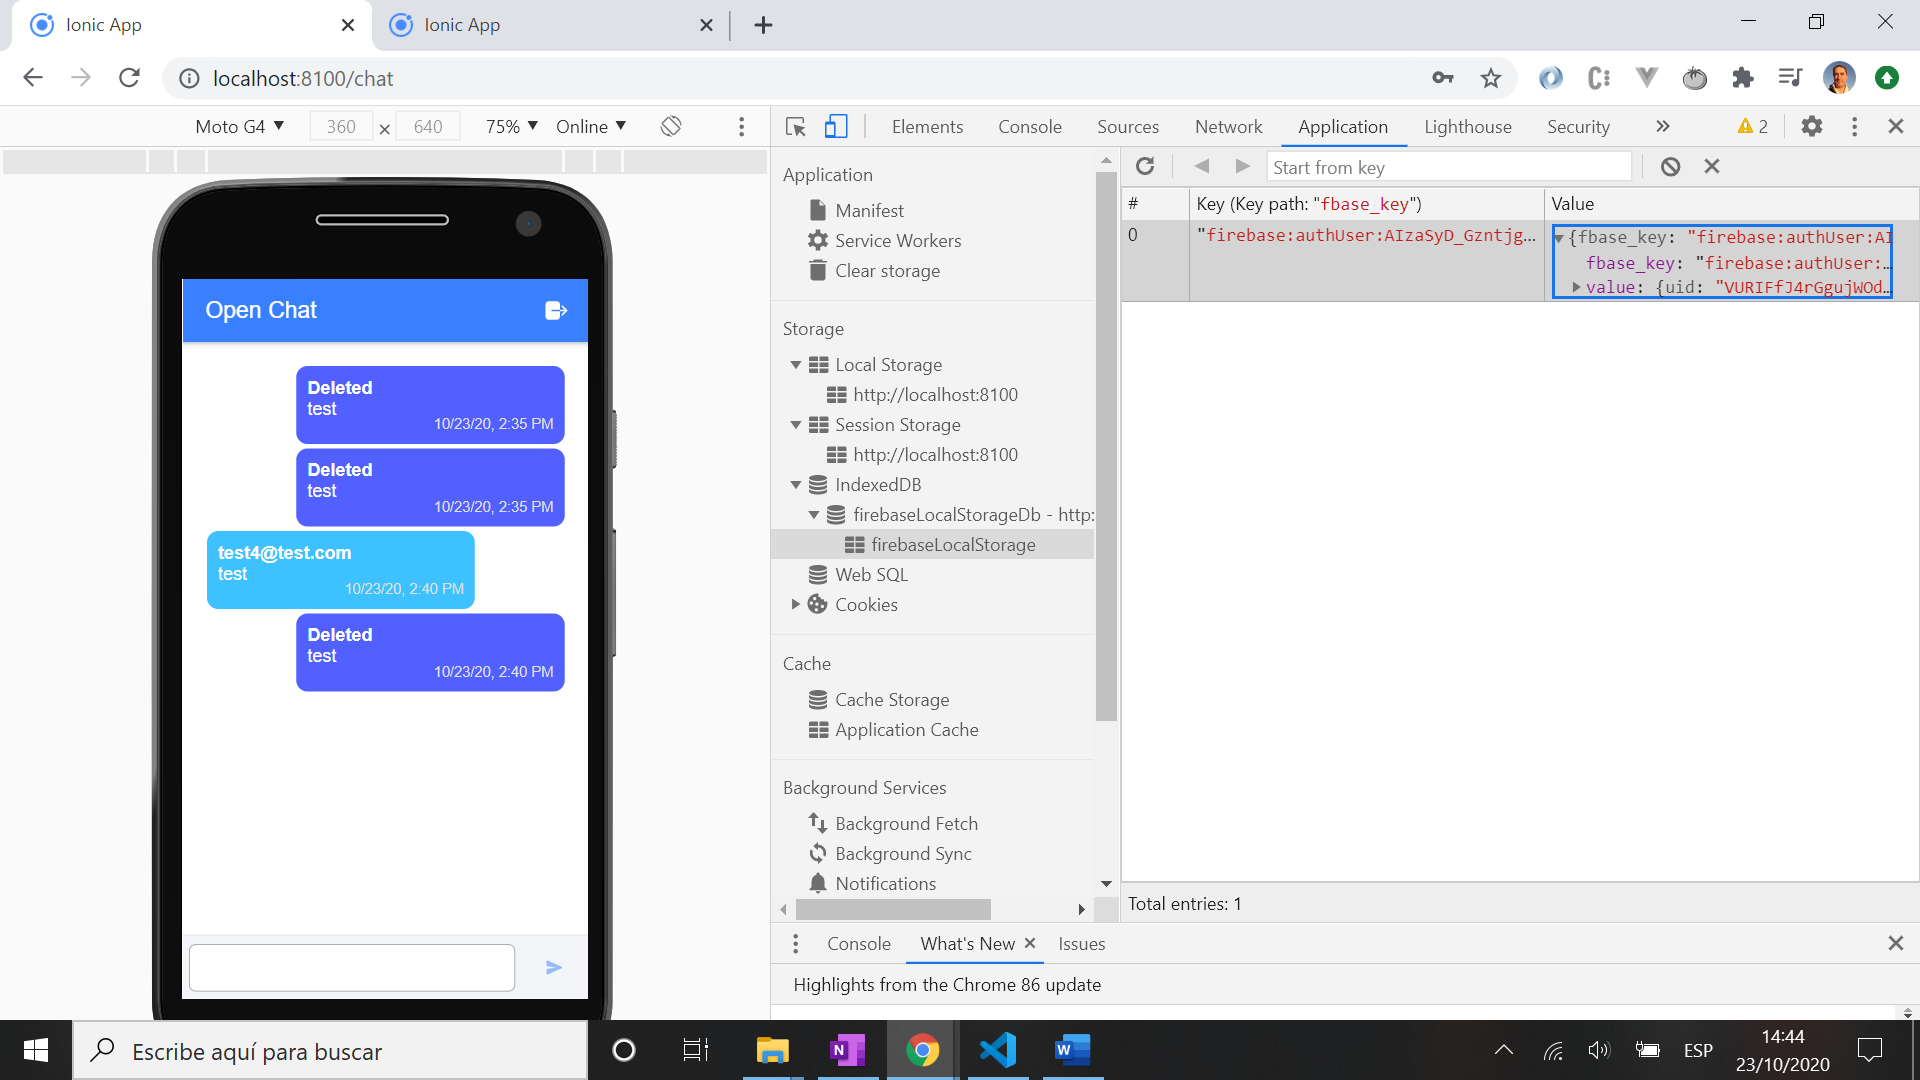 Ionic App
Ionic App
localhost:8100/chat
Moto G4 360 × 640 75% Online
Elements Console Sources Network Application Lighthouse Security 2
Open Chat
Deleted
test
10/23/20, 2:35 PM
Deleted
test
10/23/20, 2:35 PM
test4@test.com
test
10/23/20, 2:40 PM
Deleted
test
10/23/20, 2:40 PM
Application
Manifest
Service Workers
Clear storage
Storage
Local Storage
http://localhost:8100
Session Storage
http://localhost:8100
IndexedDB
firebaseLocalStorageDb - http:
firebaseLocalStorage
Web SQL
Cookies
Cache
Cache Storage
Application Cache
Background Services
Background Fetch
Background Sync
Notifications
Start from key
# Key (Key path: "fbase_key") Value
0 "firebase:authUser:AIzaSyD_Gzntjg… {fbase_key: "firebase:authUser:AI
fbase_key: "firebase:authUser:…
value: {uid: "VURIFfJ4rGgujWOd…
Total entries: 1
Console What's New Issues
Highlights from the Chrome 86 update
Escribe aquí para buscar
N
W
ESP
14:44
23/10/2020